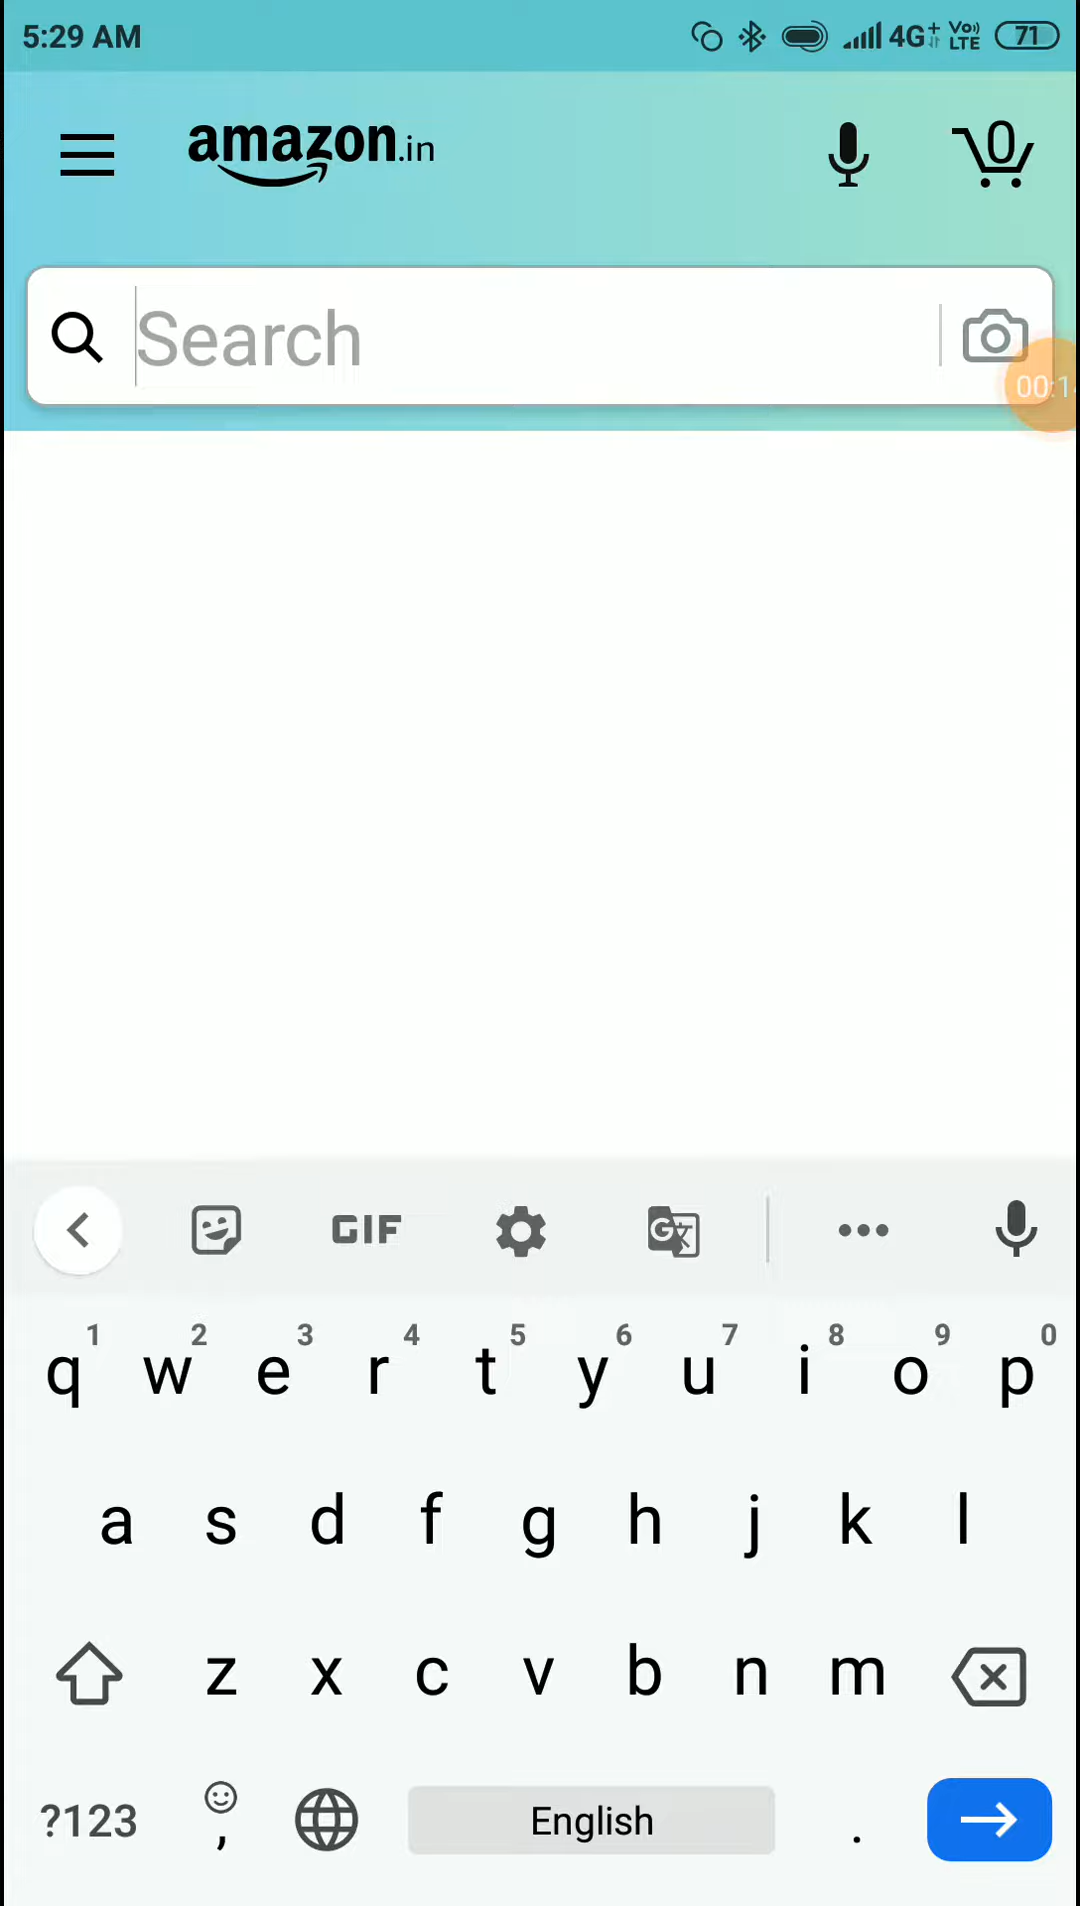 5:29 AM 4G+ VoLTE 71
amazon.in 0
Search
00:1
GIF
1 2 3 4 5 6 7 8 9 0
q w e r t y u i o p
a s d f g h j k l
z x c v b n m
?123 , English .